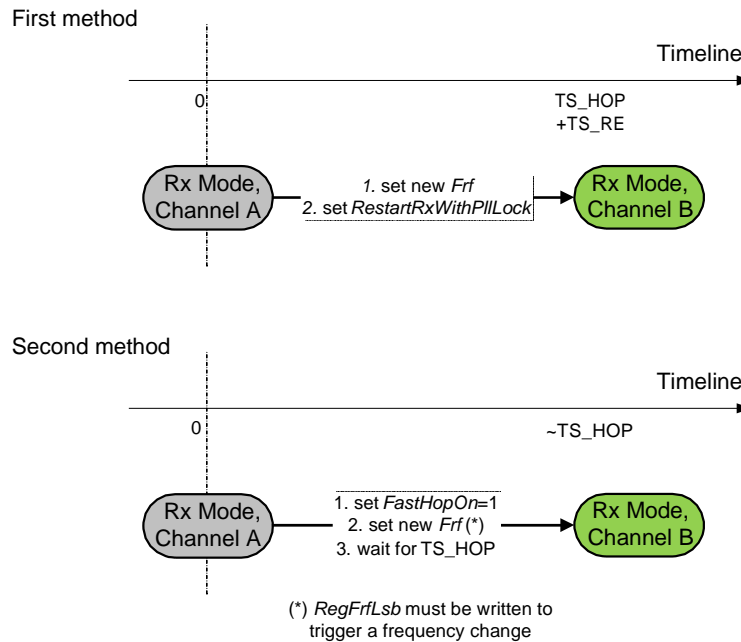 First method
Timeline
0
TS_HOP
+TS_RE
Rx Mode,
Channel A
1. set new Frf
2. set RestartRxWithPllLock
Rx Mode,
Channel B
Second method
Timeline
0
~TS_HOP
Rx Mode,
Channel A
1. set FastHopOn=1
2. set new Frf (*)
3. wait for TS_HOP
Rx Mode,
Channel B
(*) RegFrfLsb must be written to
trigger a frequency change